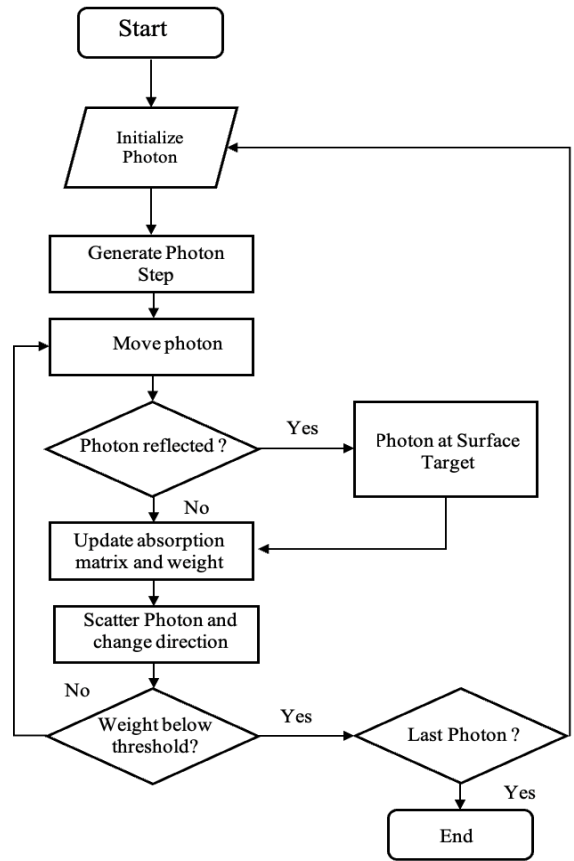 Start
Initialize
Photon
Generate Photon
Step
Move photon
Photon reflected ?
Yes
Photon at Surface
Target
No
Update absorption
matrix and weight
Scatter Photon and
change direction
No
Weight below
threshold?
Yes
Last Photon ?
Yes
End